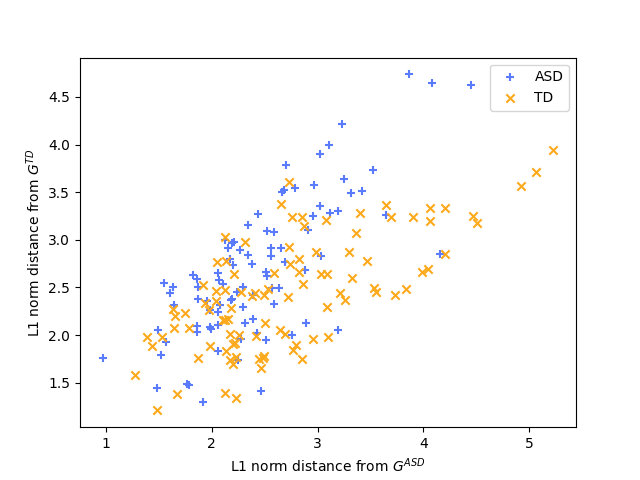 ASD
TD
4.5
4.0
3.5
3.0
2.5
2.0
1.5
L1 norm distance from G^{TD}
1 2 3 4 5
L1 norm distance from G^{ASD}